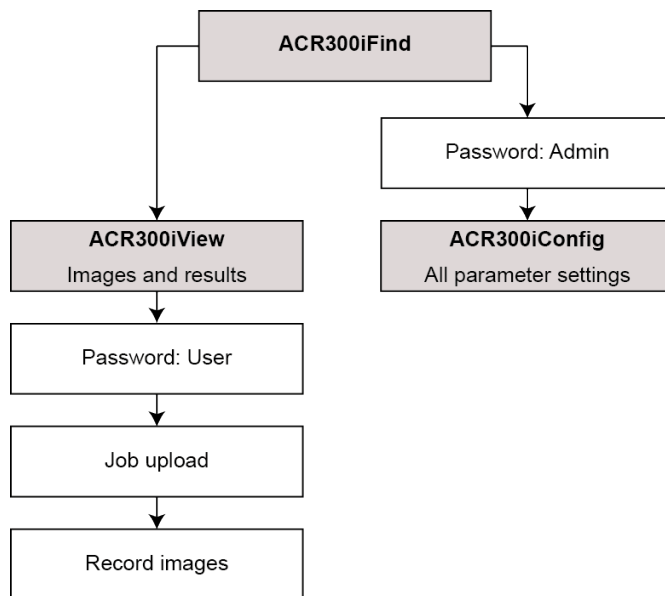 ACR300iFind
Password: Admin
ACR300iView
Images and results
ACR300iConfig
All parameter settings
Password: User
Job upload
Record images